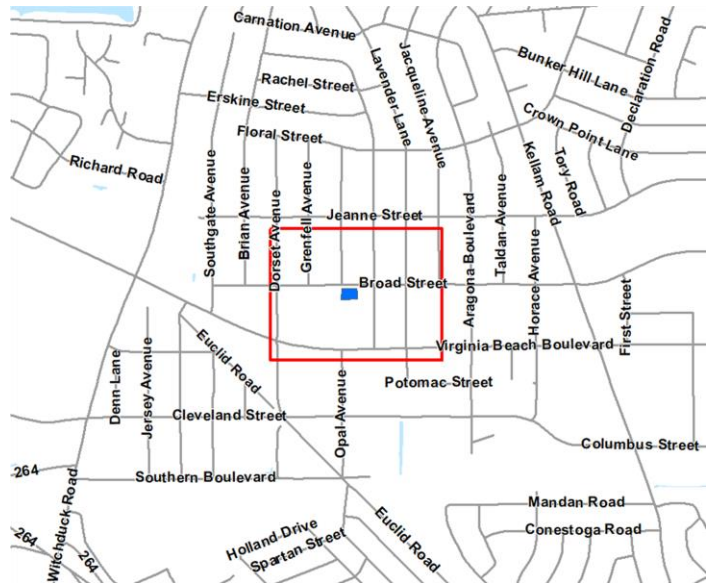 Carnation Avenue
Jacqueline Avenue
Lavender Lane
Bunker Hill Lane
Declaration Road
Rachel Street
Erskine Street
Crown Point Lane
Floral Street
Richard Road
Tory Road
Kellam Road
Southgate Avenue
Brian Avenue
Dorset Avenue
Grenfell Avenue
Jeanne Street
Aragona Boulevard
Taldan Avenue
Horace Avenue
Broad Street
First Street
Euclid Road
Virginia Beach Boulevard
Denn Lane
Jersey Avenue
Potomac Street
Opal Avenue
Cleveland Street
Columbus Street
264
Southern Boulevard
Witchduck Road
Mandan Road
Euclid Road
Conestoga Road
264
264
Holland Drive
Spartan Street